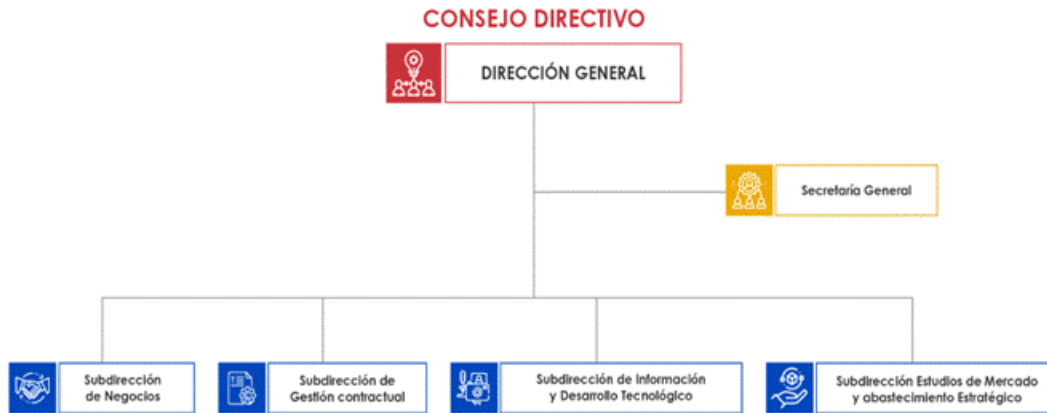 CONSEJO DIRECTIVO
DIRECCIÓN GENERAL
Secretaría General
Subdirección
de Negocios
Subdirección de
Gestión contractual
Subdirección de Información
y Desarrollo Tecnológico
Subdirección Estudios de Mercado
y abastecimiento Estratégico